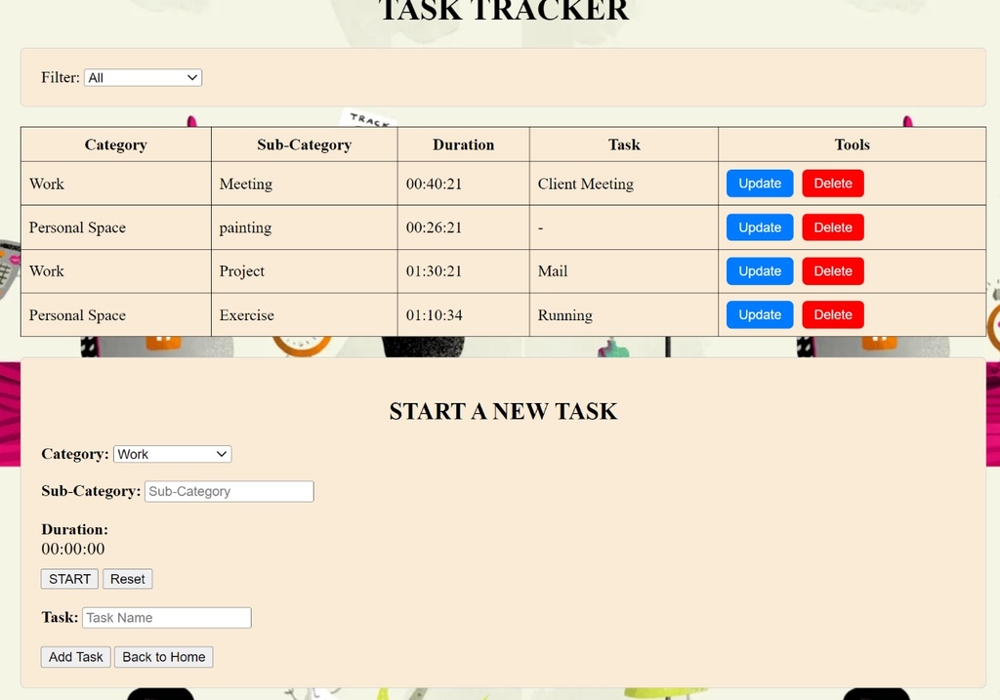 TASK TRACKER
Filter: All
TRACK
Category Sub-Category Duration Task Tools
Work Meeting 00:40:21 Client Meeting Update Delete
Personal Space painting 00:26:21 - Update Delete
Work Project 01:30:21 Mail Update Delete
Personal Space Exercise 01:10:34 Running Update Delete
START A NEW TASK
Category: Work
Sub-Category: Sub-Category
Duration:
00:00:00
START Reset
Task: Task Name
Add Task Back to Home